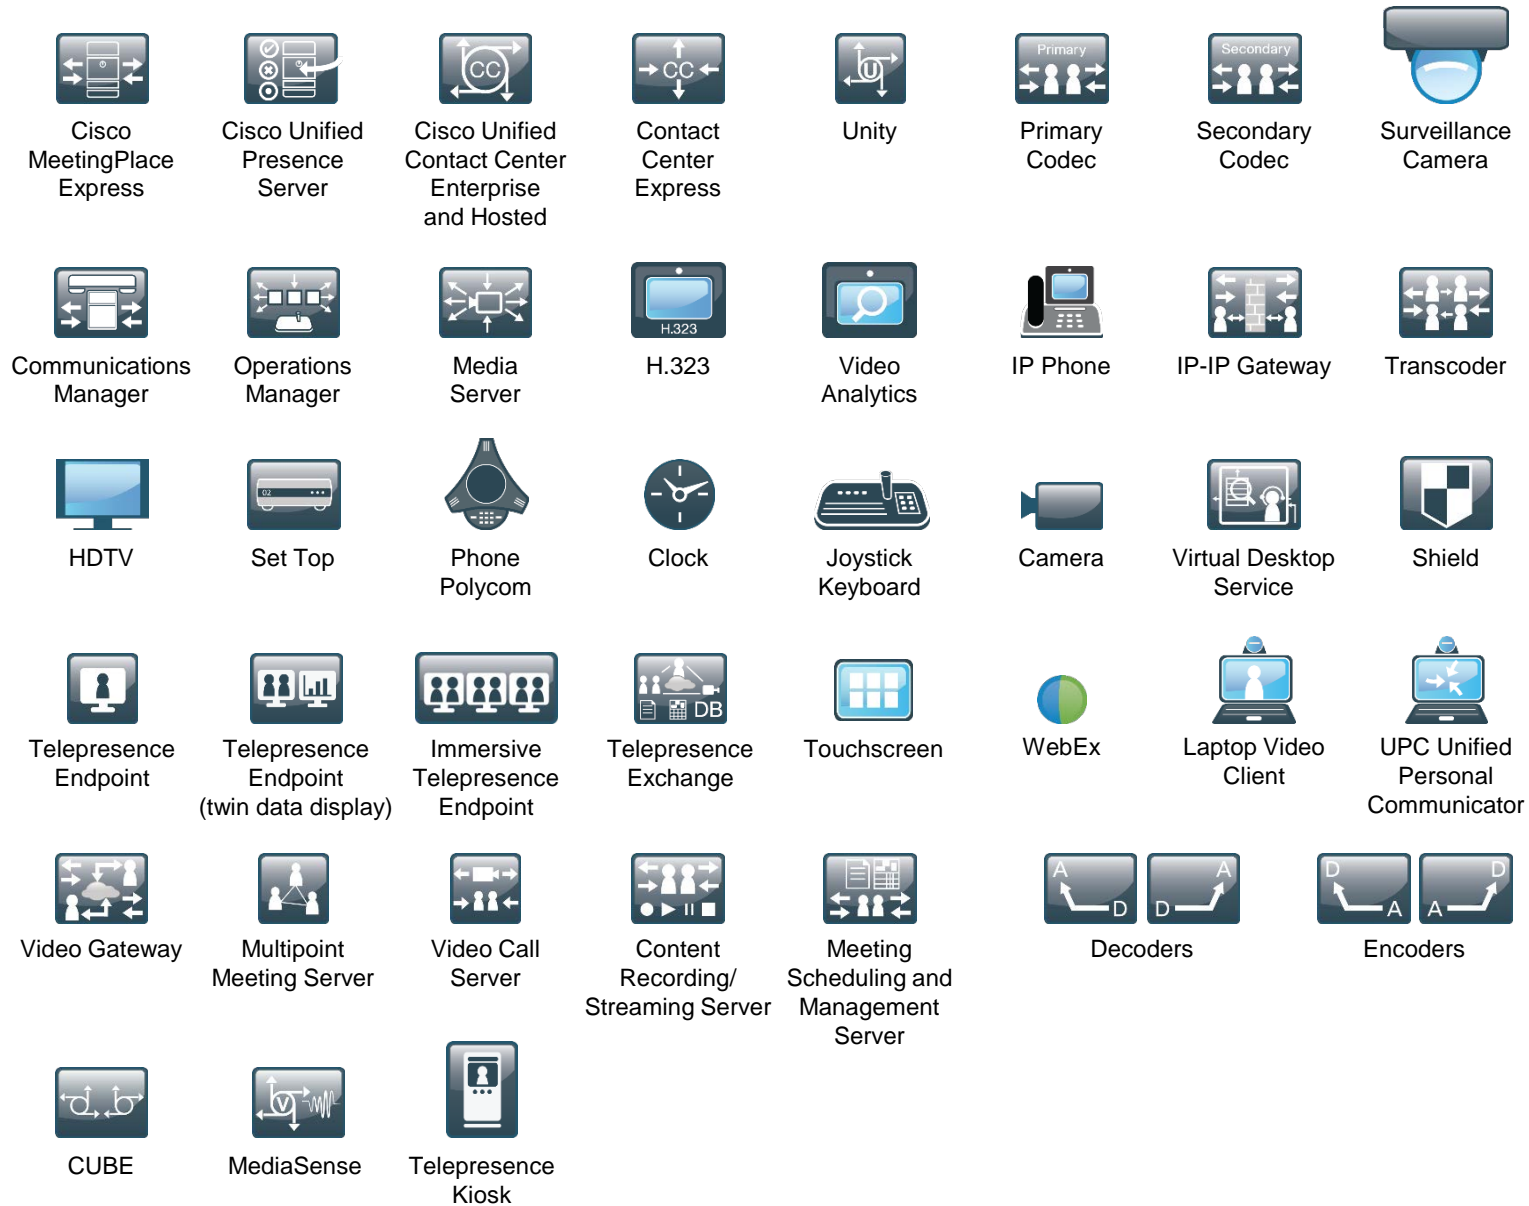 CC
CC
U
Primary
Secondary
Cisco
MeetingPlace
Express
Cisco Unified
Presence
Server
Cisco Unified
Contact Center
Enterprise
and Hosted
Contact
Center
Express
Unity
Primary
Codec
Secondary
Codec
Surveillance
Camera
H.323
Communications
Manager
Operations
Manager
Media
Server
H.323
Video
Analytics
IP Phone
IP-IP Gateway
Transcoder
02
HDTV
Set Top
Phone
Polycom
Clock
Joystick
Keyboard
Camera
Virtual Desktop
Service
Shield
DB
Telepresence
Endpoint
Telepresence
Endpoint
(twin data display)
Immersive
Telepresence
Endpoint
Telepresence
Exchange
Touchscreen
WebEx
Laptop Video
Client
UPC Unified
Personal
Communicator
A
D
A
D
D
A
D
A
Video Gateway
Multipoint
Meeting Server
Video Call
Server
Content
Recording/
Streaming Server
Meeting
Scheduling and
Management
Server
Decoders
Encoders
V
CUBE
MediaSense
Telepresence
Kiosk